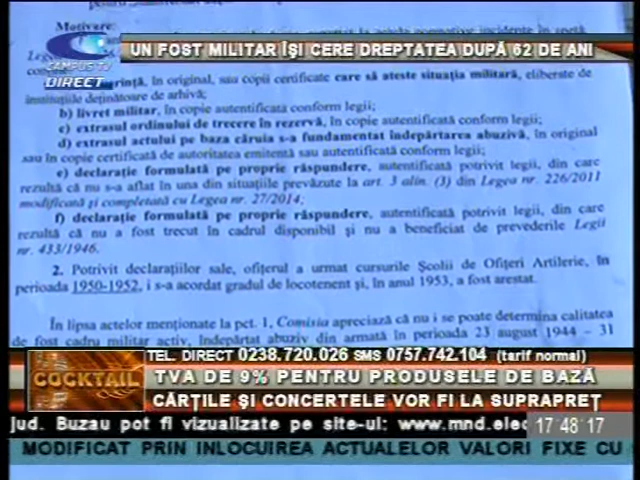 Motivare:
UN FOST MILITAR ÎȘI CERE DREPTATEA DUPĂ 62 DE ANI
CAMPUS TV
DIRECT
în original, sau copii certificate care să ateste situația militară, eliberate de
instituțiile deținătoare de arhivă;
b) livret militar, în copie autentificată conform legii;
c) extrasul ordinului de trecere în rezervă, în copie autentificată conform legii;
d) extrasul actului pe baza căruia s-a fundamentat îndepărtarea abuzivă, în original
sau în copie certificată de autoritatea emitentă sau autentificată conform legii;
e) declarație formulată pe proprie răspundere, autentificată potrivit legii, din care
rezultă că nu s-a aflat în una din situațiile prevăzute la art. 3 alin. (3) din Legea nr. 226/2011
modificată și completată cu Legea nr. 27/2014;
f) declarație formulată pe proprie răspundere, autentificată potrivit legii, din care
rezultă că nu a fost trecut în cadrul disponibil și nu a beneficiat de prevederile Legii
nr. 433/1946.
2. Potrivit declarațiilor sale, ofițerul a urmat cursurile Școlii de Ofițeri Artilerie, în
perioada 1950-1952, i s-a acordat gradul de locotenent și, în anul 1953, a fost arestat.
În lipsa actelor menționate la pct. 1, Comisia apreciază că nu i se poate determina calitatea
de fost cadru militar activ, îndepărtat abuziv din armată în perioada 23 august 1944 – 31
TEL. DIRECT 0238.720.026 SMS 0757.742.104 (tarif normal)
COCKTAIL
TVA DE 9% PENTRU PRODUSELE DE BAZĂ
CĂRȚILE ȘI CONCERTELE VOR FI LA SUPRAPREȚ
jud. Buzau pot fi vizualizate pe site-ul: www.mnd.elec
17:48:17
MODIFICAT PRIN INLOCUIREA ACTUALELOR VALORI FIXE CU